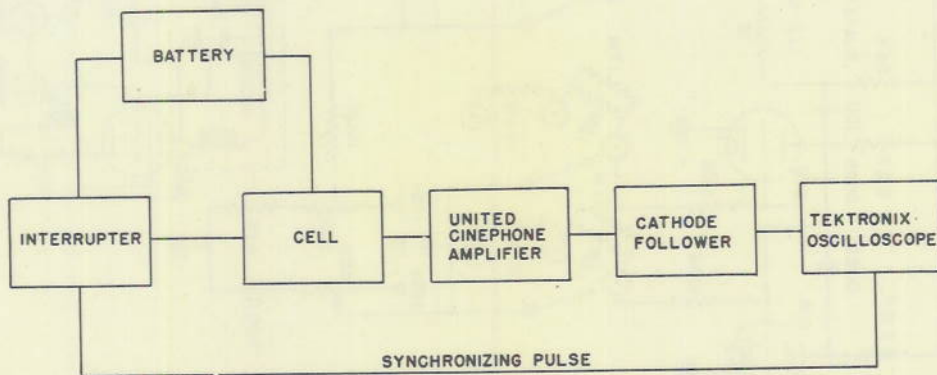 BATTERY
INTERRUPTER
CELL
UNITED
CINEPHONE
AMPLIFIER
CATHODE
FOLLOWER
TEKTRONIX
OSCILLOSCOPE
SYNCHRONIZING PULSE